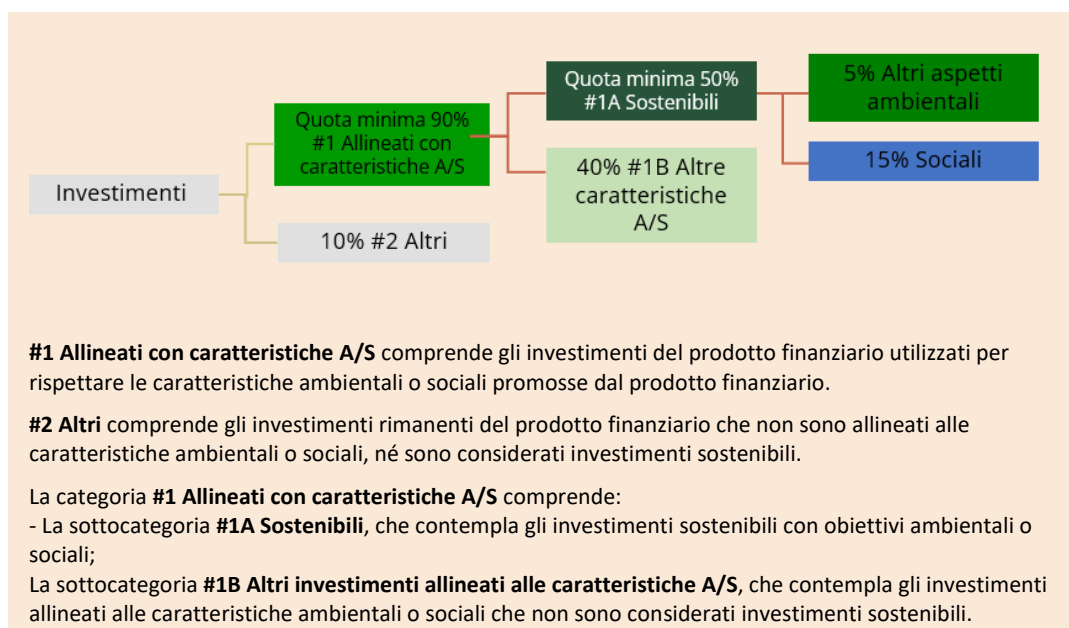 Investimenti
Quota minima 90%
#1 Allineati con
caratteristiche A/S
10% #2 Altri
Quota minima 50%
#1A Sostenibili
40% #1B Altre
caratteristiche
A/S
5% Altri aspetti
ambientali
15% Sociali
#1 Allineati con caratteristiche A/S comprende gli investimenti del prodotto finanziario utilizzati per
rispettare le caratteristiche ambientali o sociali promosse dal prodotto finanziario.
#2 Altri comprende gli investimenti rimanenti del prodotto finanziario che non sono allineati alle
caratteristiche ambientali o sociali, né sono considerati investimenti sostenibili.
La categoria #1 Allineati con caratteristiche A/S comprende:
- La sottocategoria #1A Sostenibili, che contempla gli investimenti sostenibili con obiettivi ambientali o
sociali;
La sottocategoria #1B Altri investimenti allineati alle caratteristiche A/S, che contempla gli investimenti
allineati alle caratteristiche ambientali o sociali che non sono considerati investimenti sostenibili.